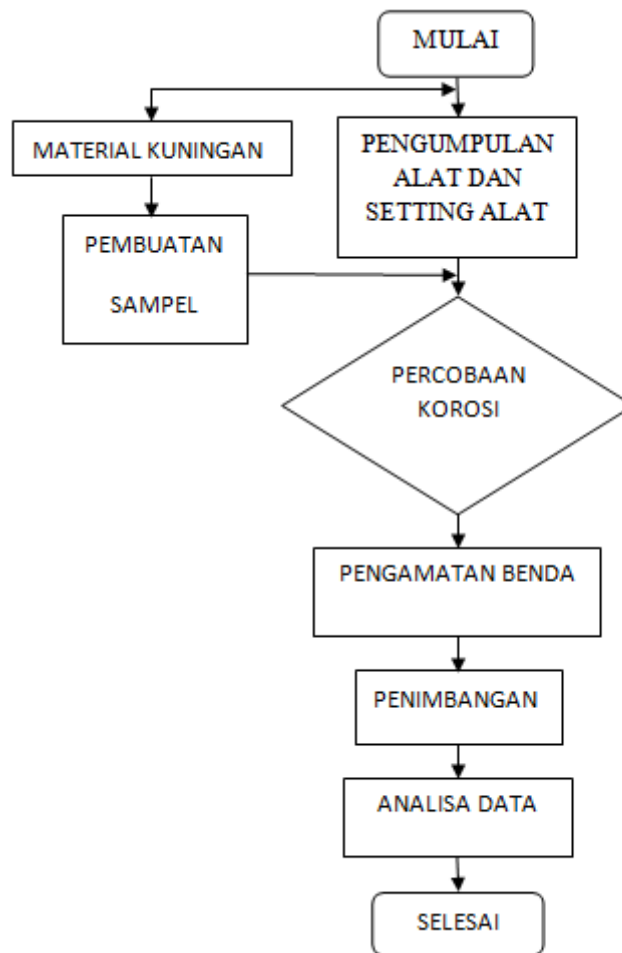 MULAI
MATERIAL KUNINGAN
PENGUMPULAN
ALAT DAN
SETTING ALAT
PEMBUATAN
SAMPEL
PERCOBAAN
KOROSI
PENGAMATAN BENDA
PENIMBANGAN
ANALISA DATA
SELESAI